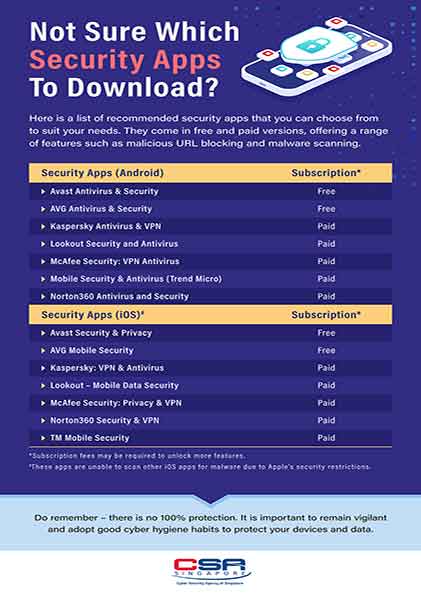 Not Sure Which
Security Apps
To Download?
Here is a list of recommended security apps that you can choose from
to suit your needs. They come in free and paid versions, offering a range
of features such as malicious URL blocking and malware scanning.
Security Apps (Android) Subscription*
Avast Antivirus & Security Free
AVG Antivirus & Security Free
Kaspersky Antivirus & VPN Paid
Lookout Security and Antivirus Paid
McAfee Security: VPN Antivirus Paid
Mobile Security & Antivirus (Trend Micro) Paid
Norton360 Antivirus and Security Paid
Security Apps (iOS)# Subscription*
Avast Security & Privacy Free
AVG Mobile Security Free
Kaspersky: VPN & Antivirus Paid
Lookout – Mobile Data Security Paid
McAfee Security: Privacy & VPN Paid
Norton360 Security & VPN Paid
TM Mobile Security Paid
*Subscription fees may be required to unlock more features.
#These apps are unable to scan other iOS apps for malware due to Apple's security restrictions.
Do remember – there is no 100% protection. It is important to remain vigilant
and adopt good cyber hygiene habits to protect your devices and data.
CSA
SINGAPORE
Cyber Security Agency of Singapore